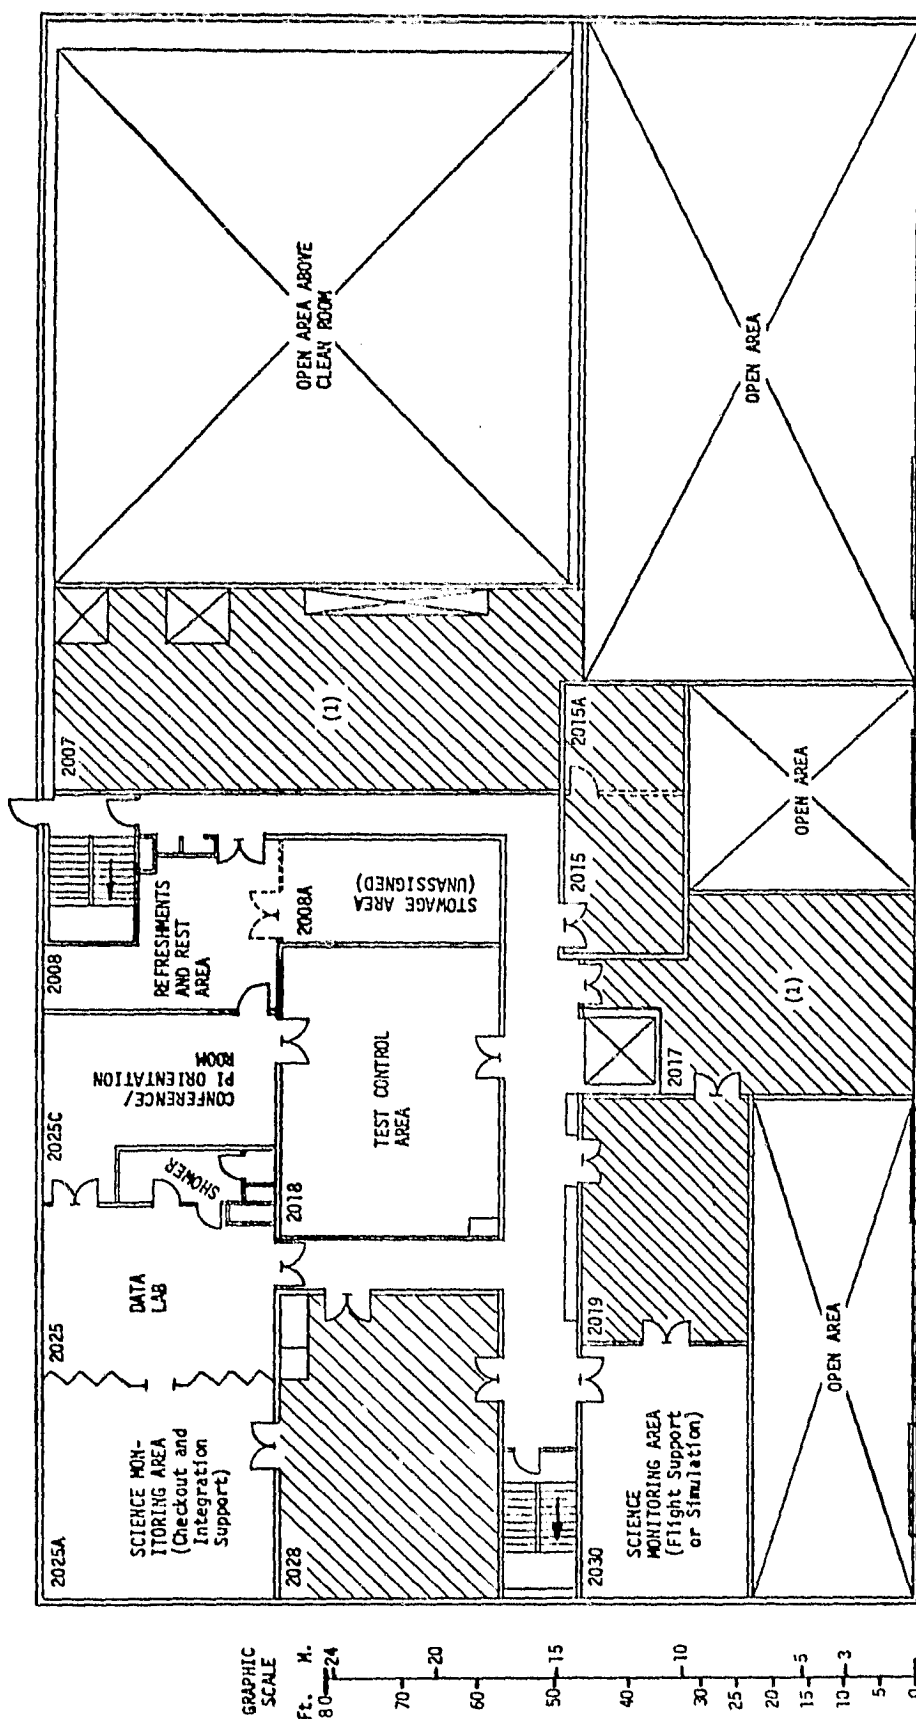 2025A
SCIENCE MON-
ITORING AREA
(Checkout and
Integration
Support)
2025
DATA
LAB
2025C
CONFERENCE/
PI ORIENTATION
ROOM
SHOWER
2008
REFRESHMENTS
AND REST
AREA
2007
(1)
OPEN AREA ABOVE
CLEAN ROOM
2028
2018
TEST CONTROL
AREA
2008A
STOWAGE AREA
(UNASSIGNED)
2030
SCIENCE
MONITORING AREA
(Flight Support
or Simulation)
2019
2017
(1)
2015
2015A
OPEN AREA
OPEN AREA
OPEN AREA
GRAPHIC
SCALE
Ft. M.
80 24
70
20
60
15
40
10
30
25
20
5
15
10
3
5
0